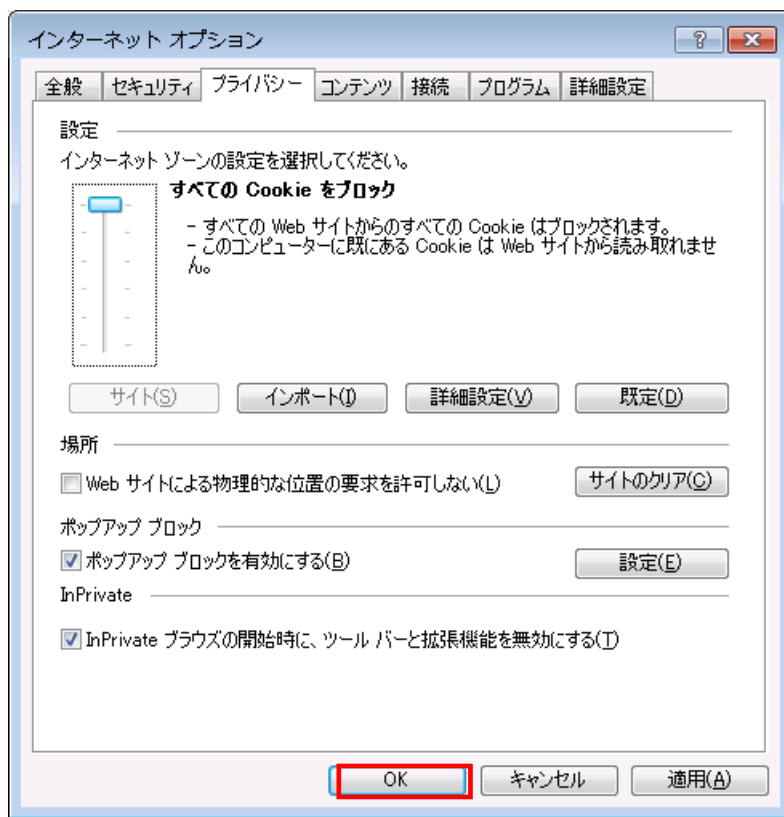 インターネット オプション
全般 セキュリティ プライバシー コンテンツ 接続 プログラム 詳細設定
設定
インターネット ゾーンの設定を選択してください。
すべての Cookie をブロック
- すべての Web サイトからのすべての Cookie はブロックされます。
- このコンピューターに既にある Cookie は Web サイトから読み取れませ
ん。
サイト(S) インポート(I) 詳細設定(V) 既定(D)
場所
Web サイトによる物理的な位置の要求を許可しない(L) サイトのクリア(C)
ポップアップ ブロック
ポップアップ ブロックを有効にする(B) 設定(E)
InPrivate
InPrivate ブラウズの開始時に、ツール バーと拡張機能を無効にする(T)
OK キャンセル 適用(A)